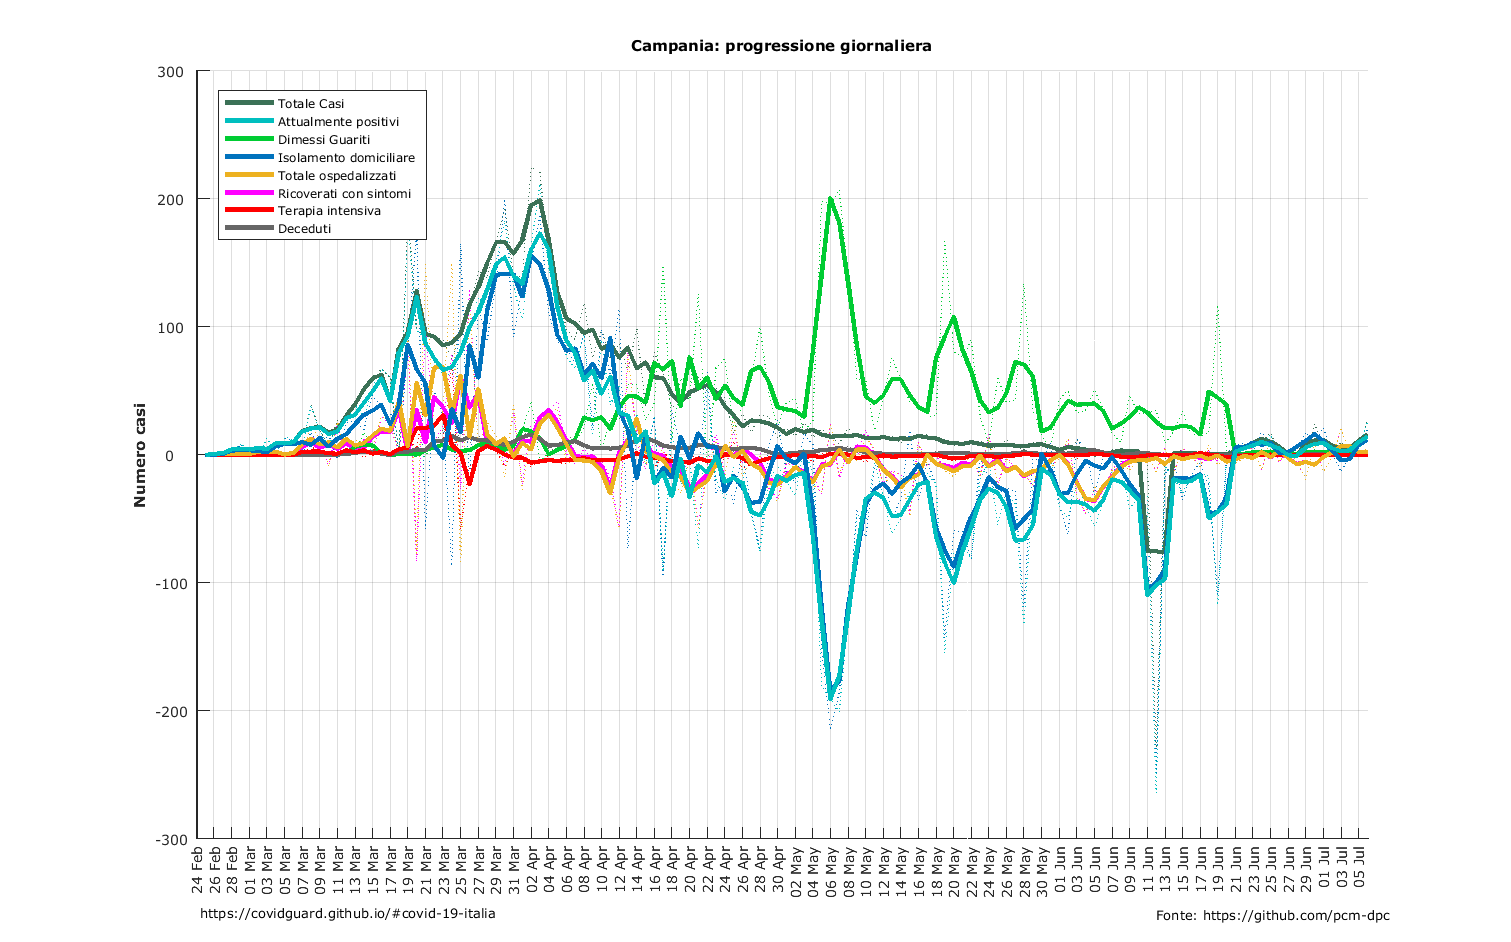 Campania: progressione giornaliera
300
200
100
0
-100
-200
-300
Numero casi
Totale Casi
Attualmente positivi
Dimessi Guariti
Isolamento domiciliare
Totale ospedalizzati
Ricoverati con sintomi
Terapia intensiva
Deceduti
24 Feb
26 Feb
28 Feb
01 Mar
03 Mar
05 Mar
07 Mar
09 Mar
11 Mar
13 Mar
15 Mar
17 Mar
19 Mar
21 Mar
23 Mar
25 Mar
27 Mar
29 Mar
31 Mar
02 Apr
04 Apr
06 Apr
08 Apr
10 Apr
12 Apr
14 Apr
16 Apr
18 Apr
20 Apr
22 Apr
24 Apr
26 Apr
28 Apr
30 Apr
02 May
04 May
06 May
08 May
10 May
12 May
14 May
16 May
18 May
20 May
22 May
24 May
26 May
28 May
30 May
01 Jun
03 Jun
05 Jun
07 Jun
09 Jun
11 Jun
13 Jun
15 Jun
17 Jun
19 Jun
21 Jun
23 Jun
25 Jun
27 Jun
29 Jun
01 Jul
03 Jul
05 Jul
https://covidguard.github.io/#covid-19-italia
Fonte: https://github.com/pcm-dpc